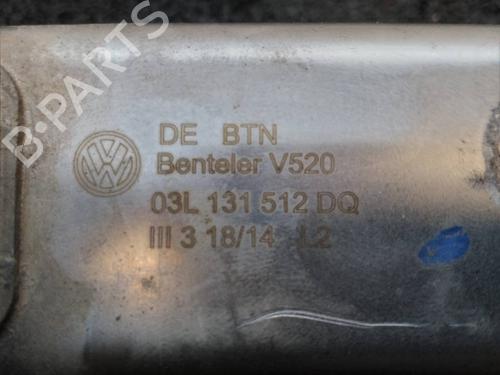 B-PARTS
DE BTN
Benteler V520
03L 131 512 DQ
III 3 18/14 L2